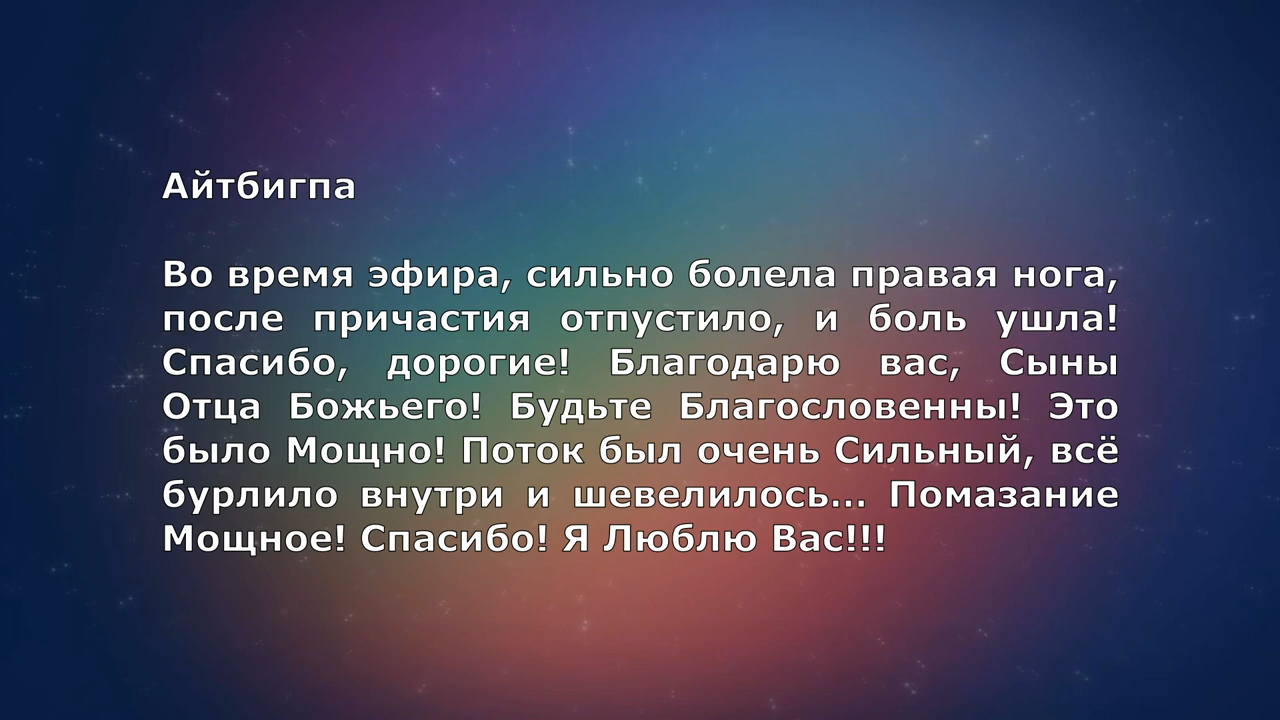 Айтбигпа
Во время эфира, сильно болела правая нога,
после причастия отпустило, и боль ушла!
Спасибо, дорогие! Благодарю вас, Сыны
Отца Божьего! Будьте Благословенны! Это
было Мощно! Поток был очень Сильный, всё
бурлило внутри и шевелилось... Помазание
Мощное! Спасибо! Я Люблю Вас!!!